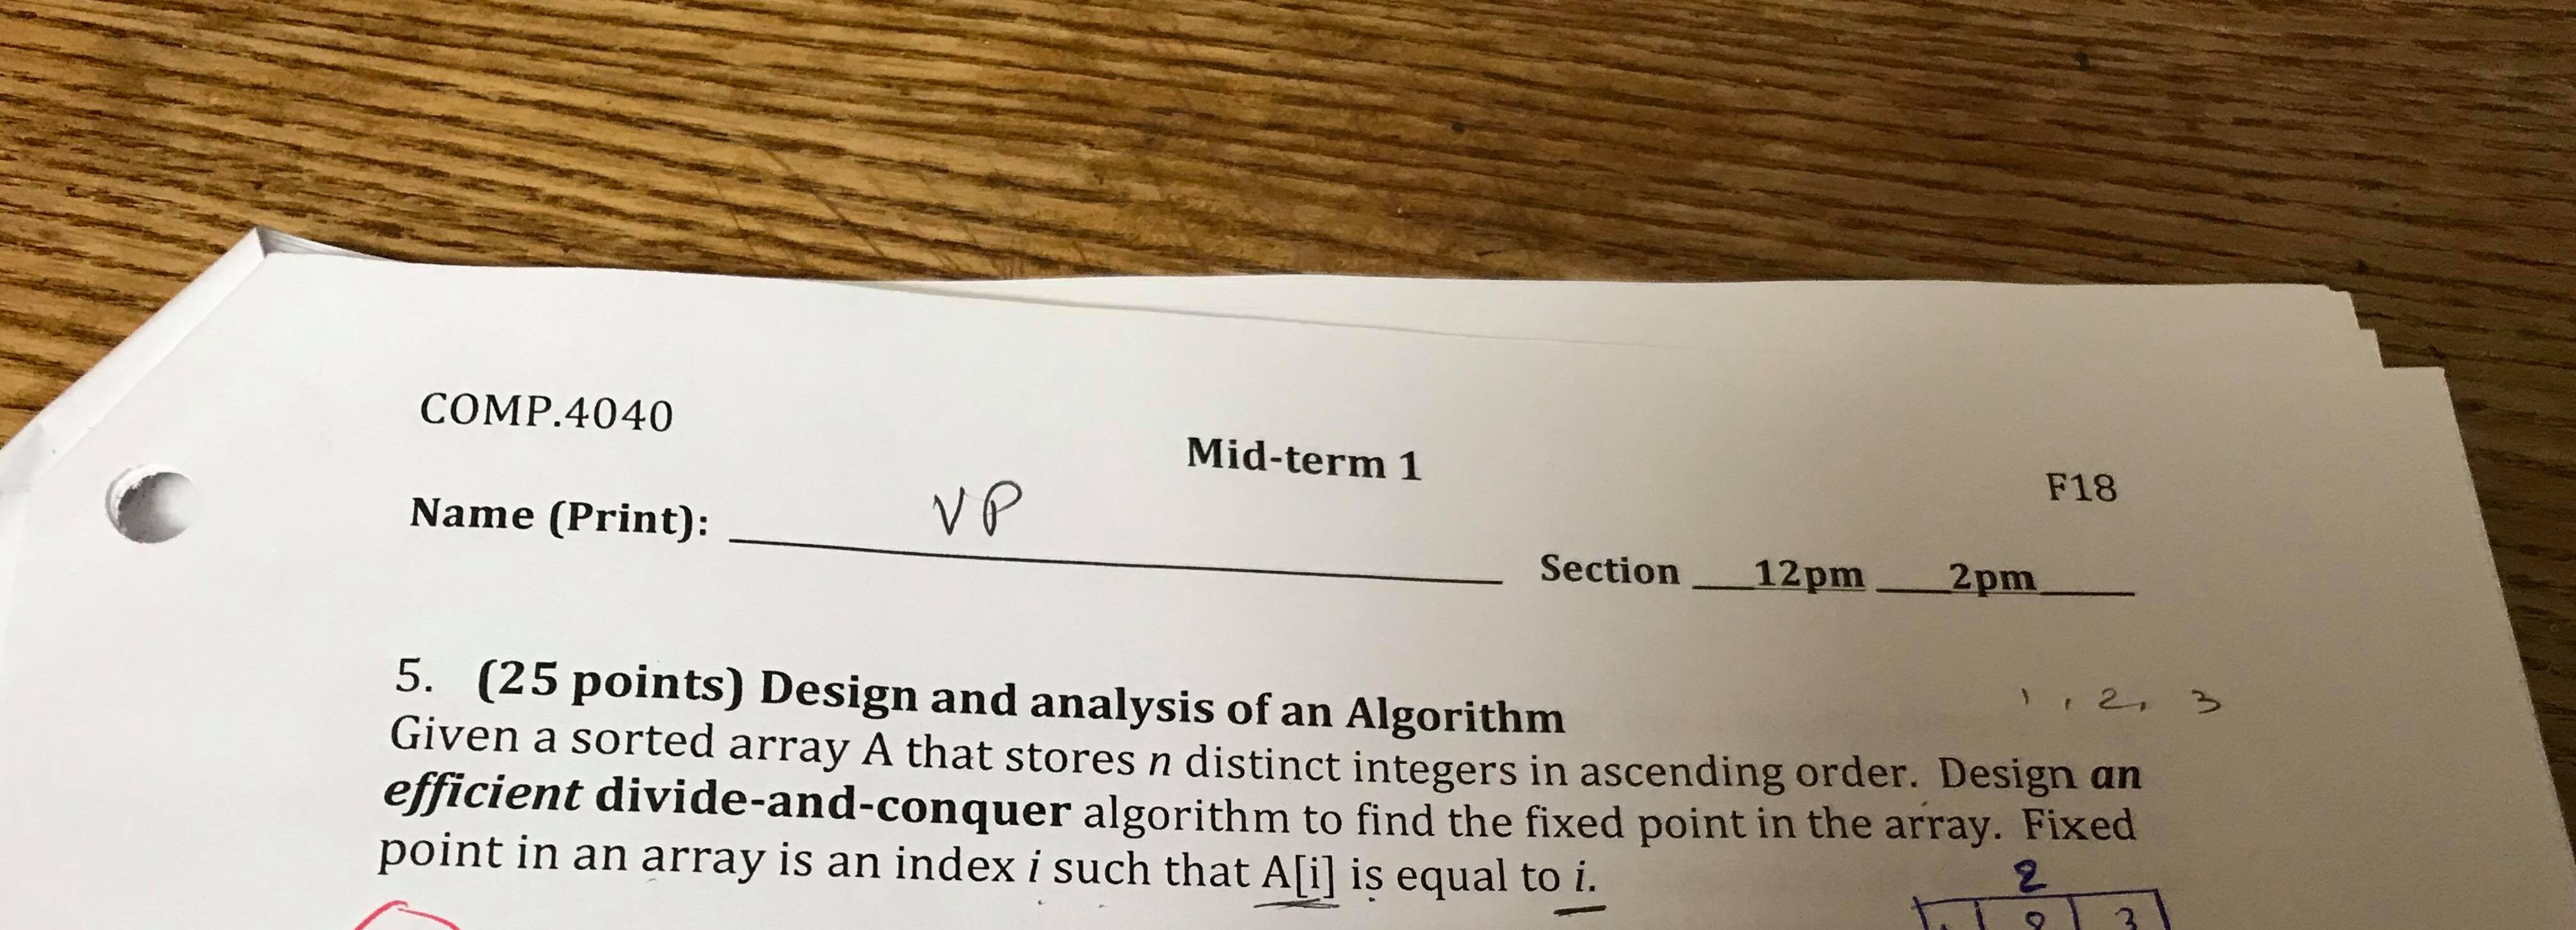 COMP.4040
Mid-term 1
F18
Name (Print): VP
Section ___12pm ___2pm____
1, 2, 3
5. (25 points) Design and analysis of an Algorithm
Given a sorted array A that stores n distinct integers in ascending order. Design an
efficient divide-and-conquer algorithm to find the fixed point in the array. Fixed
point in an array is an index i such that A[i] is equal to i.
2
3